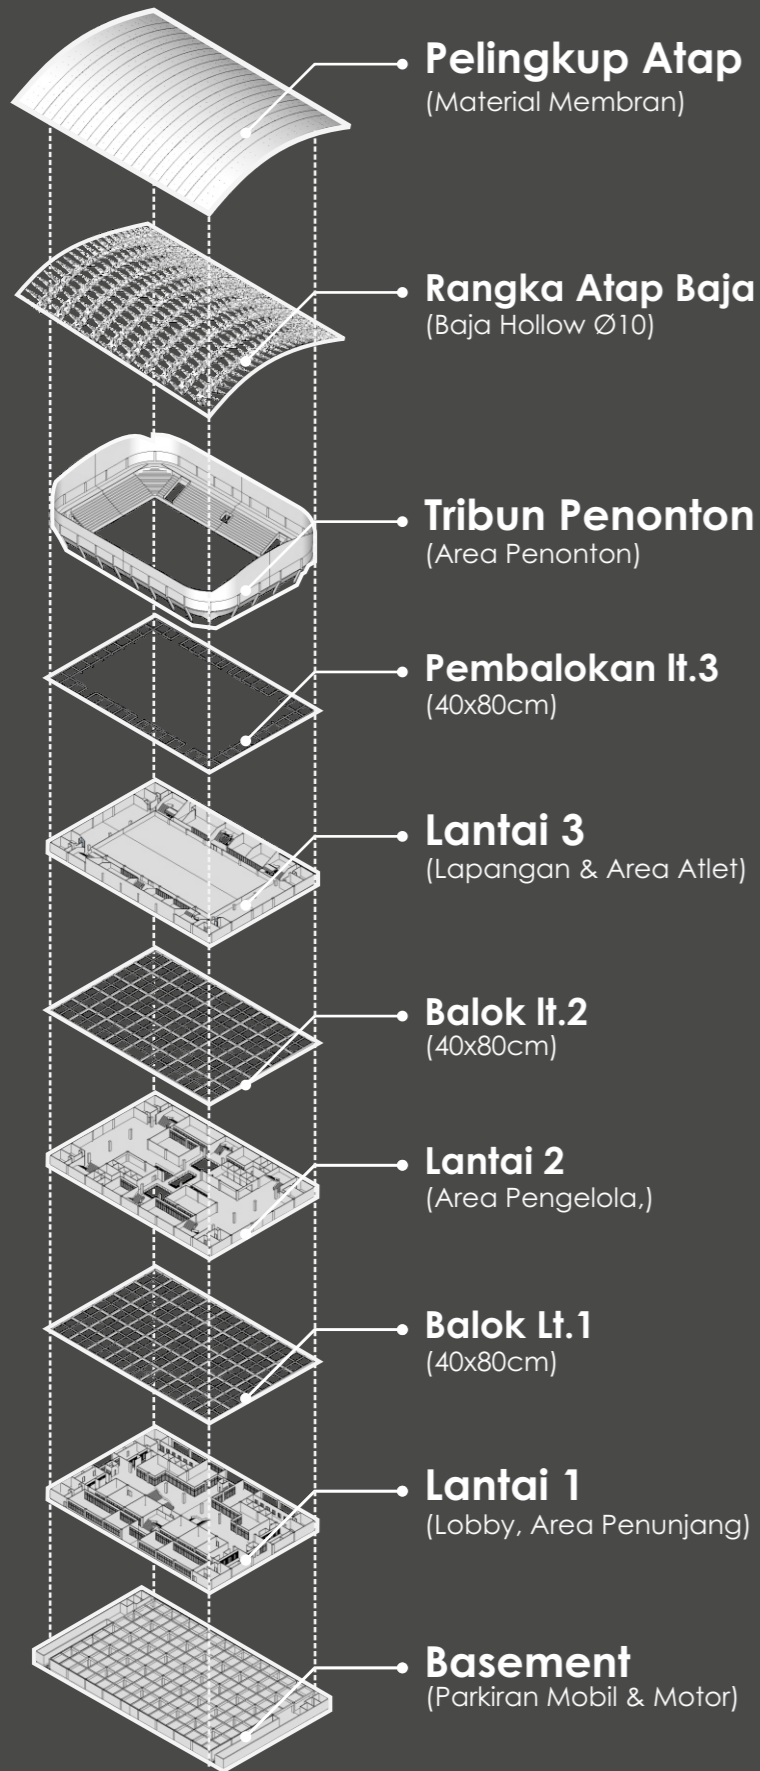 Pelingkup Atap
(Material Membran)
Rangka Atap Baja
(Baja Hollow Ø10)
Tribun Penonton
(Area Penonton)
Pembalokan lt.3
(40x80cm)
Lantai 3
(Lapangan & Area Atlet)
Balok lt.2
(40x80cm)
Lantai 2
(Area Pengelola,)
Balok Lt.1
(40x80cm)
Lantai 1
(Lobby, Area Penunjang)
Basement
(Parkiran Mobil & Motor)